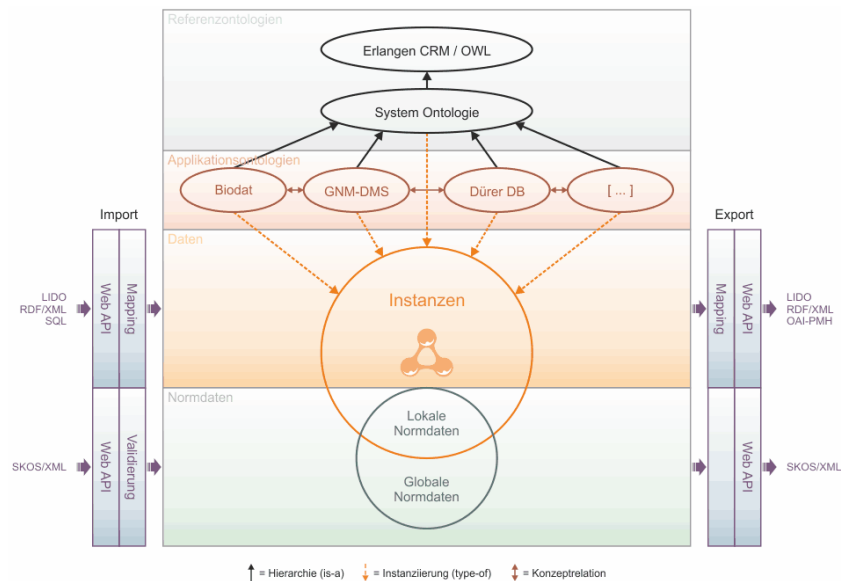 Referenzontologien
Erlangen CRM / OWL
System Ontologie
Applikationsontologien
Biodat
GNM-DMS
Dürer DB
[ ... ]
Import
Export
Daten
Instanzen
LIDO
RDF/XML
SQL
Web API
Mapping
Mapping
Web API
LIDO
RDF/XML
OAI-PMH
Normdaten
Lokale
Normdaten
Globale
Normdaten
SKOS/XML
Web API
Validierung
Web API
SKOS/XML
= Hierarchie (is-a)
= Instanziierung (type-of)
= Konzeptrelation